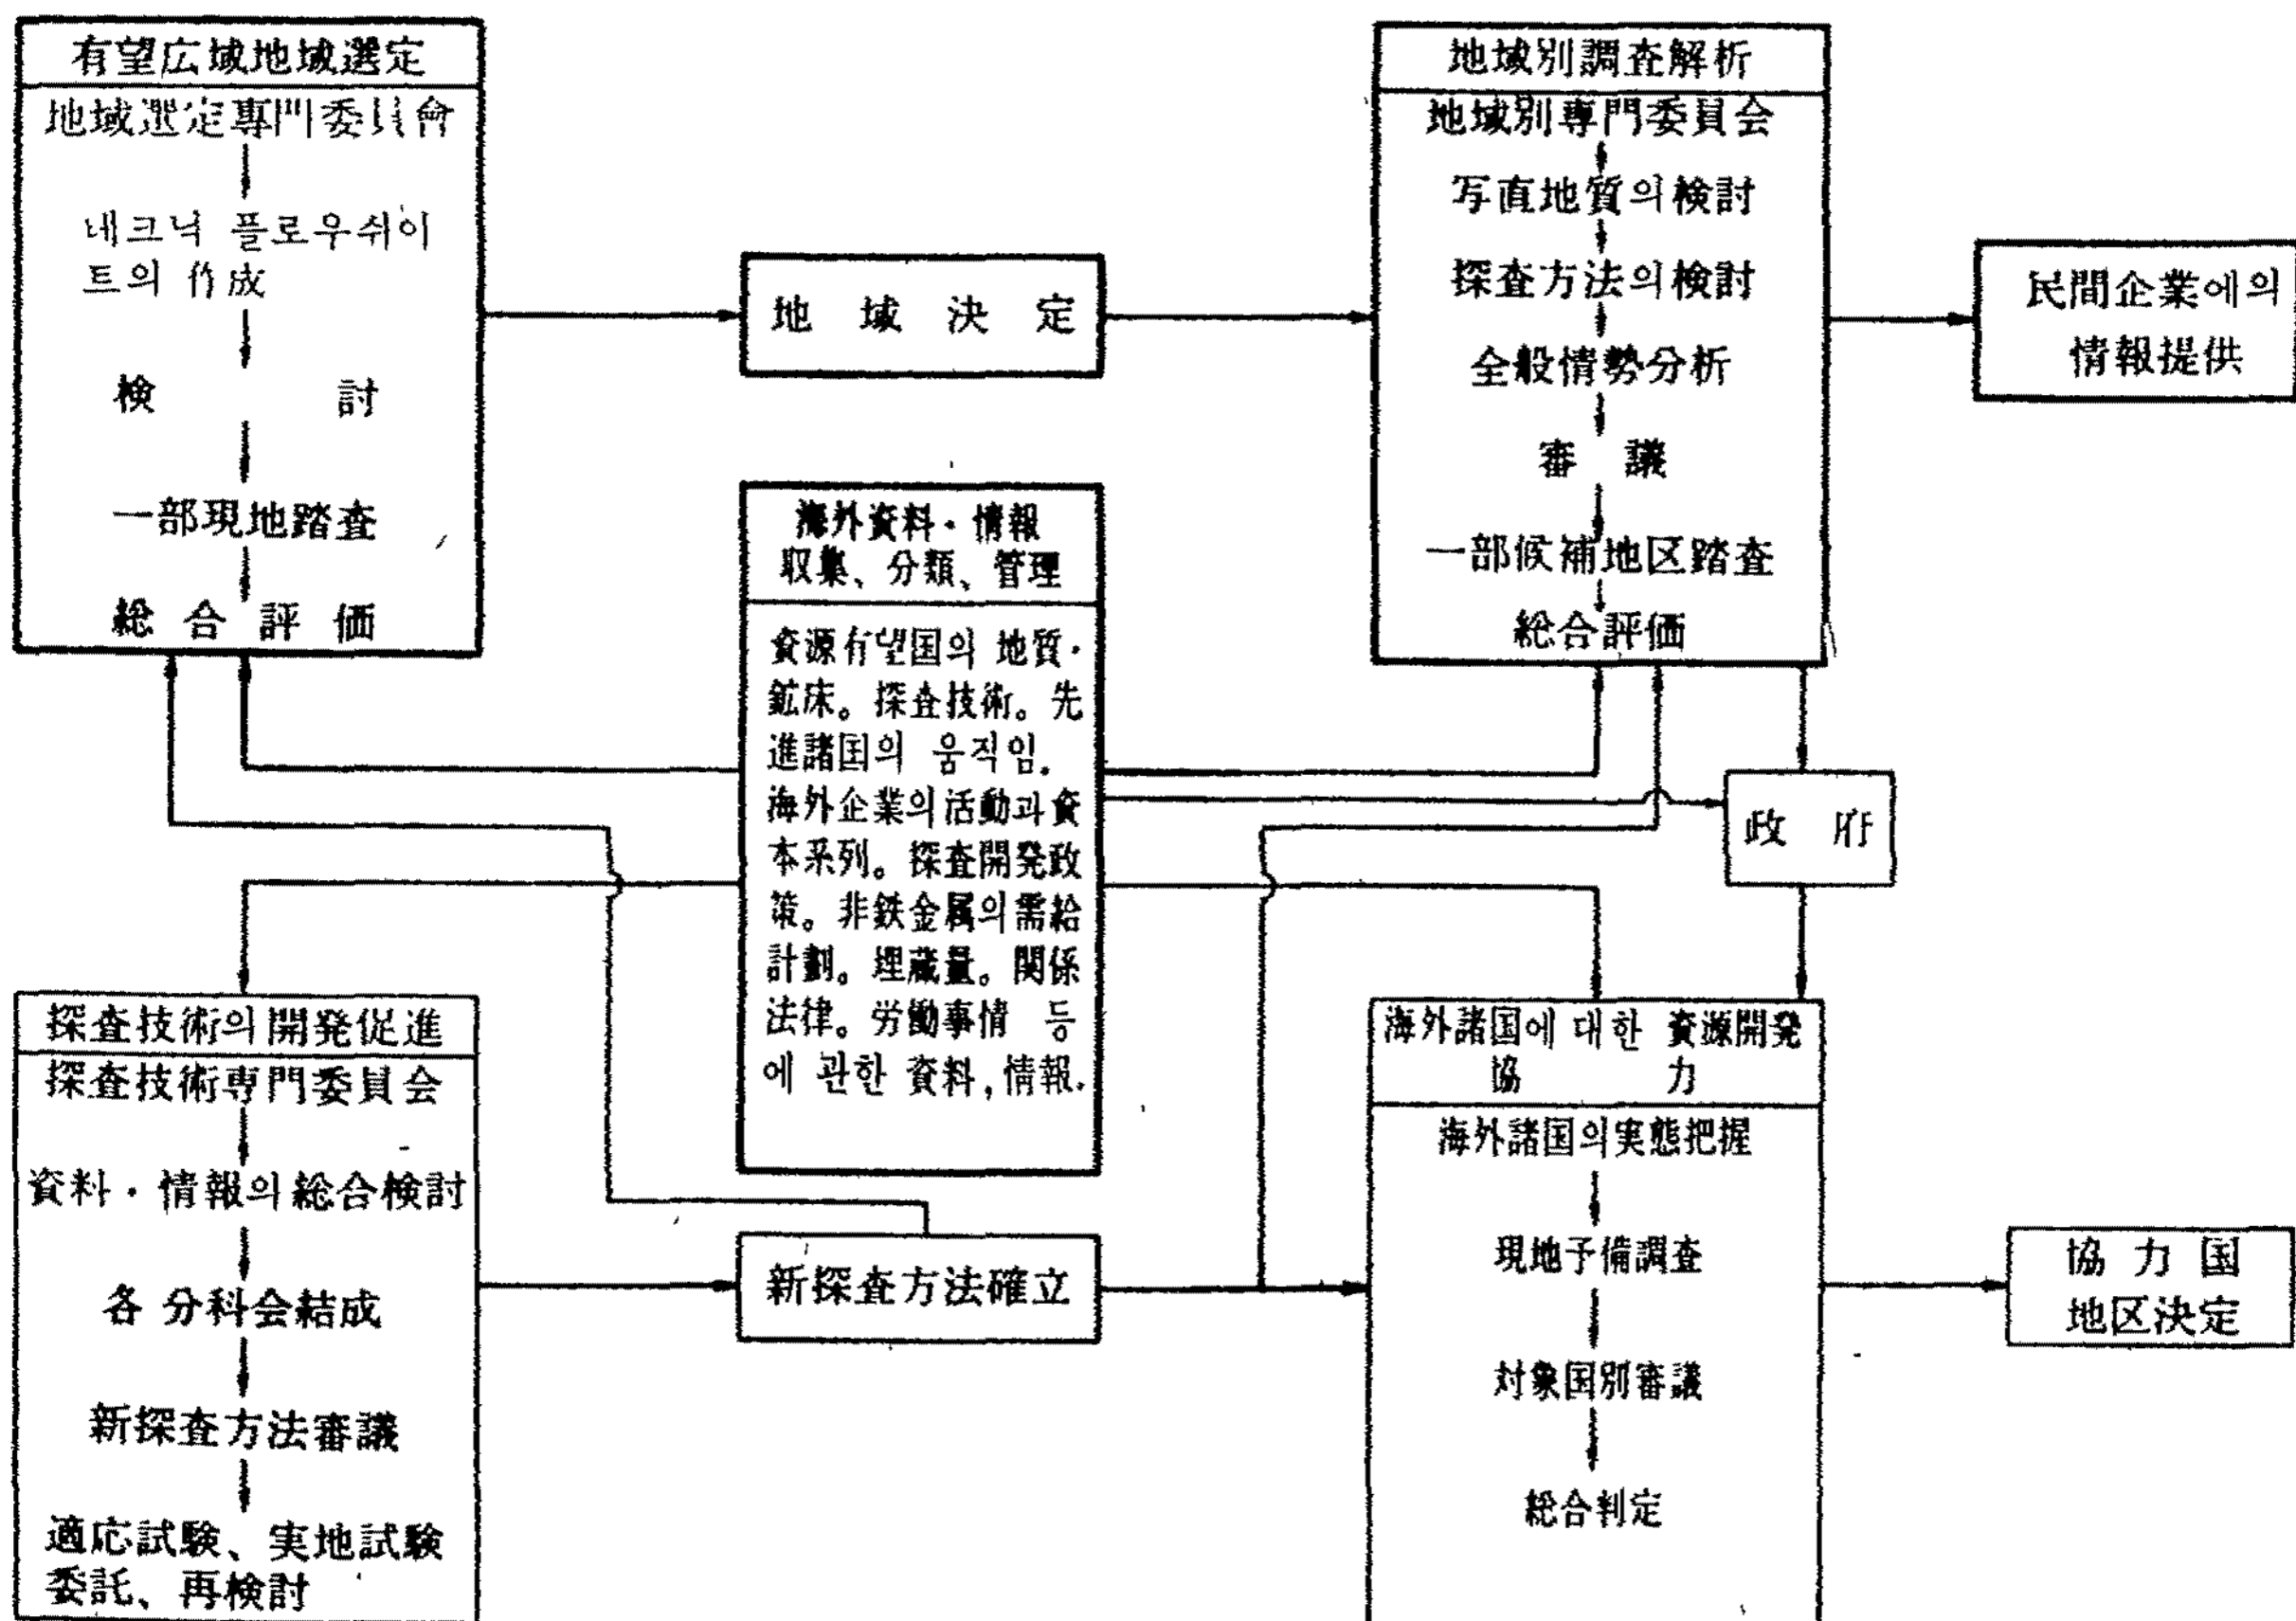 有望広域地域選定
地域選定專門委員會
네크닉 플로우쉬이
트의 作成
検 討
一部現地踏査
総合評価
地域決定
海外資料・情報
収集、分類、管理
資源有望国의 地質・
鉱床。探査技術。先
進諸国의 움직임.
海外企業의 活動과 資
本系列。探査開発政
策。非鉄金属의 需給
計劃。埋蔵量。関係
法律。労働事情 등
에 관한 資料,情報.
地域別調査解析
地域別専門委員会
写直地質의 検討
探査方法의 検討
全般情勢分析
審議
一部候補地区踏査
総合評価
民間企業에의
情報提供
政府
探査技術의 開発促進
探査技術専門委員会
資料・情報의 総合検討
各分科会結成
新探査方法審議
適応試験、実地試験
委託、再検討
新探査方法確立
海外諸国에 대한 資源開発
協 力
海外諸国의 実態把握
現地予備調査
対象国別審議
総合判定
協力国
地区決定